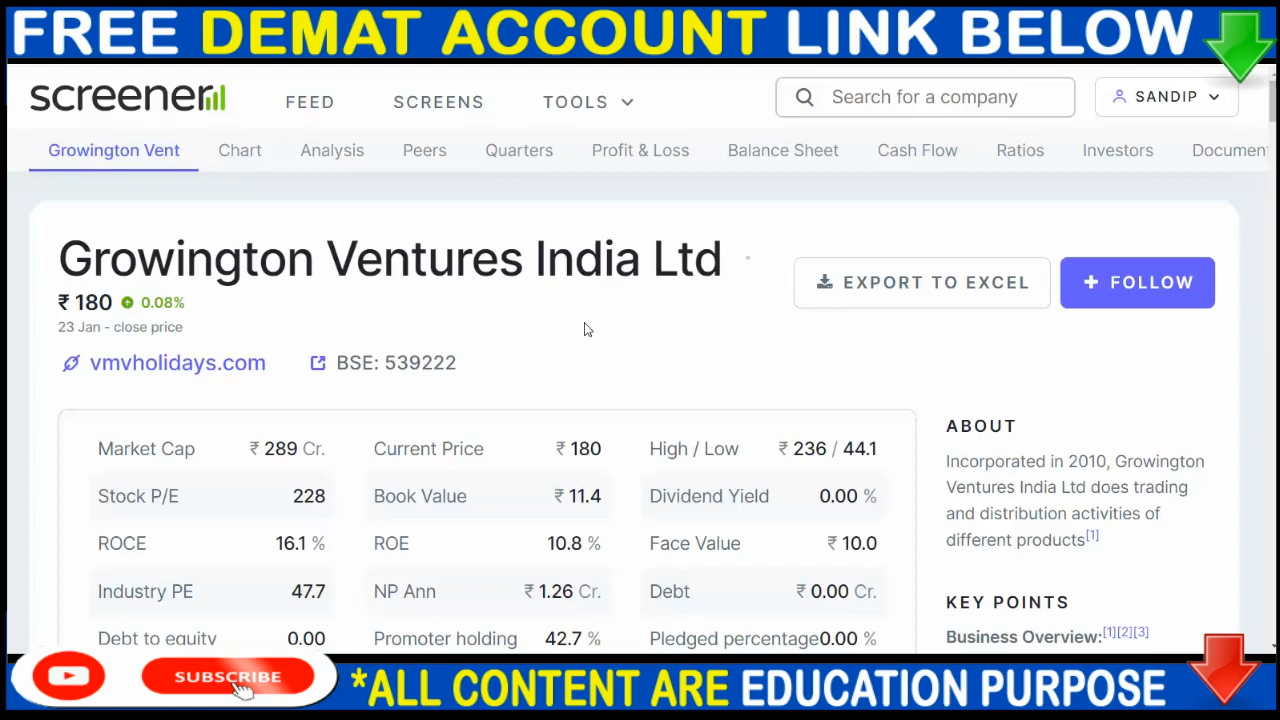 FREE DEMAT ACCOUNT LINK BELOW
screener
FEED
SCREENS
TOOLS
Search for a company
SANDIP
Growington Vent
Chart
Analysis
Peers
Quarters
Profit & Loss
Balance Sheet
Cash Flow
Ratios
Investors
Document
Growington Ventures India Ltd
EXPORT TO EXCEL
+ FOLLOW
₹ 180 0.08%
23 Jan - close price
vmvholidays.com
BSE: 539222
Market Cap ₹ 289 Cr.
Current Price ₹ 180
High / Low ₹ 236 / 44.1
Stock P/E 228
Book Value ₹ 11.4
Dividend Yield 0.00 %
ROCE 16.1 %
ROE 10.8 %
Face Value ₹ 10.0
Industry PE 47.7
NP Ann ₹ 1.26 Cr.
Debt ₹ 0.00 Cr.
Debt to equity 0.00
Promoter holding 42.7 %
Pledged percentage 0.00 %
ABOUT
Incorporated in 2010, Growington
Ventures India Ltd does trading
and distribution activities of
different products[1]
KEY POINTS
Business Overview:[1][2][3]
SUBSCRIBE
*ALL CONTENT ARE EDUCATION PURPOSE